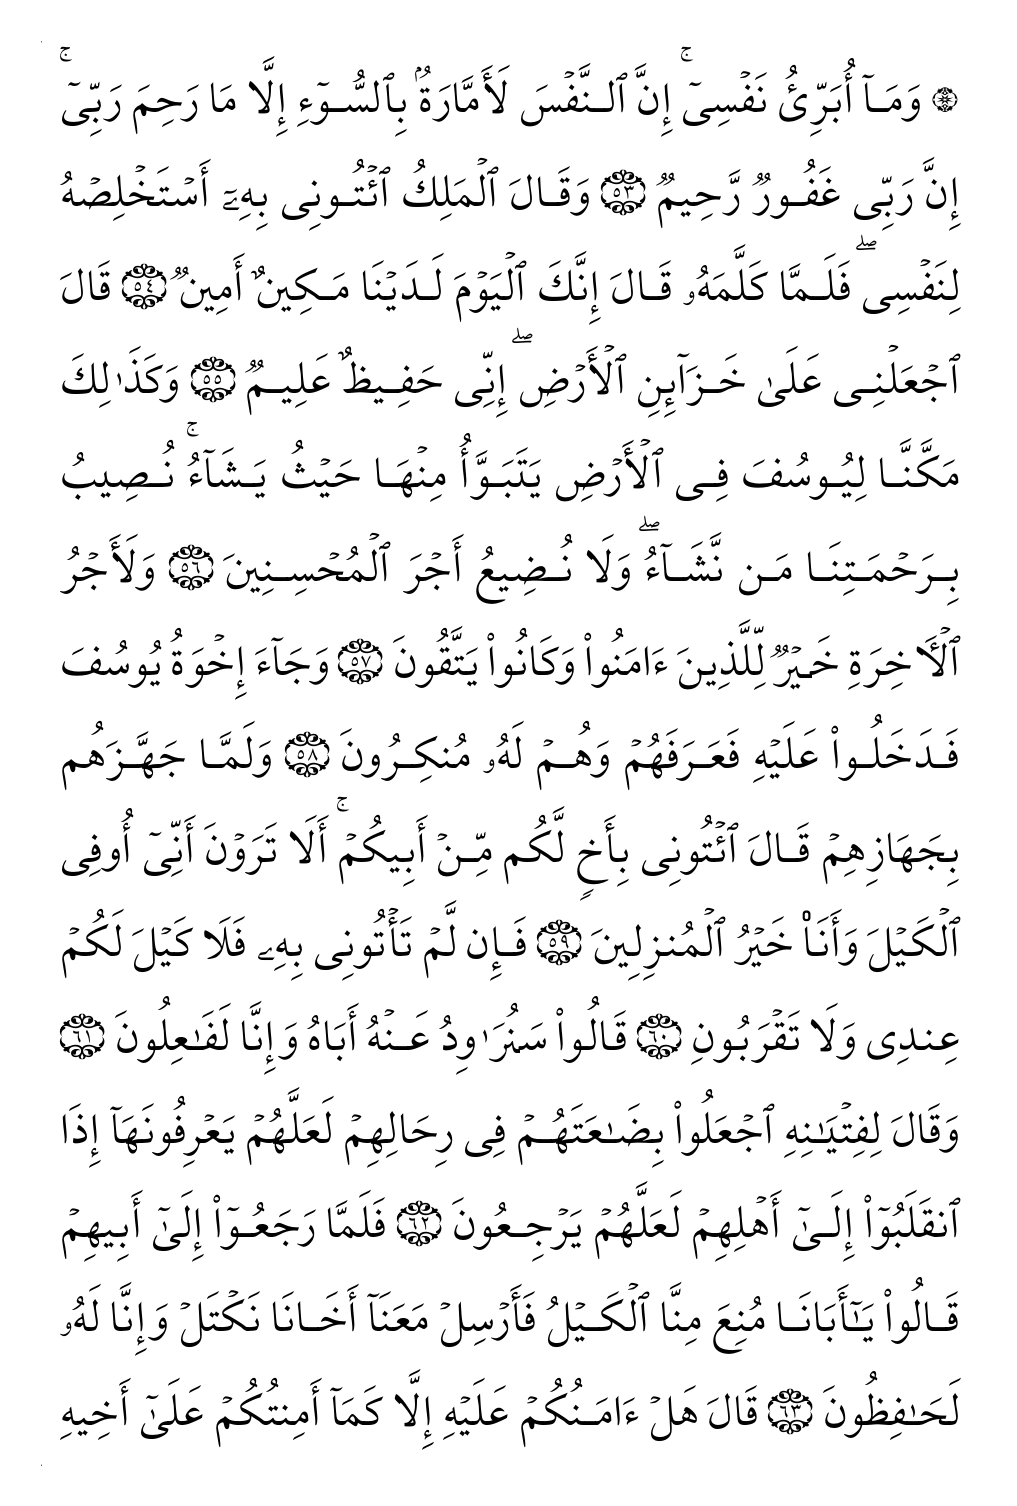 ۞ وَمَآ أُبَرِّئُ نَفۡسِيٓۚ إِنَّ ٱلنَّفۡسَ لَأَمَّارَةُۢ بِٱلسُّوٓءِ إِلَّا مَا رَحِمَ رَبِّيٓۚ
إِنَّ رَبِّي غَفُورٞ رَّحِيمٞ ٥٣ وَقَالَ ٱلۡمَلِكُ ٱئۡتُونِي بِهِۦٓ أَسۡتَخۡلِصۡهُ
لِنَفۡسِيۖ فَلَمَّا كَلَّمَهُۥ قَالَ إِنَّكَ ٱلۡيَوۡمَ لَدَيۡنَا مَكِينٌ أَمِينٞ ٥٤ قَالَ
ٱجۡعَلۡنِي عَلَىٰ خَزَآئِنِ ٱلۡأَرۡضِۖ إِنِّي حَفِيظٌ عَلِيمٞ ٥٥ وَكَذَٰلِكَ
مَكَّنَّا لِيُوسُفَ فِي ٱلۡأَرۡضِ يَتَبَوَّأُ مِنۡهَا حَيۡثُ يَشَآءُۚ نُصِيبُ
بِرَحۡمَتِنَا مَن نَّشَآءُۖ وَلَا نُضِيعُ أَجۡرَ ٱلۡمُحۡسِنِينَ ٥٦ وَلَأَجۡرُ
ٱلۡأٓخِرَةِ خَيۡرٞ لِّلَّذِينَ ءَامَنُواْ وَكَانُواْ يَتَّقُونَ ٥٧ وَجَآءَ إِخۡوَةُ يُوسُفَ
فَدَخَلُواْ عَلَيۡهِ فَعَرَفَهُمۡ وَهُمۡ لَهُۥ مُنكِرُونَ ٥٨ وَلَمَّا جَهَّزَهُم
بِجَهَازِهِمۡ قَالَ ٱئۡتُونِي بِأَخٖ لَّكُم مِّنۡ أَبِيكُمۡۚ أَلَا تَرَوۡنَ أَنِّيٓ أُوفِي
ٱلۡكَيۡلَ وَأَنَا۠ خَيۡرُ ٱلۡمُنزِلِينَ ٥٩ فَإِن لَّمۡ تَأۡتُونِي بِهِۦ فَلَا كَيۡلَ لَكُمۡ
عِندِي وَلَا تَقۡرَبُونِ ٦٠ قَالُواْ سَنُرَٰوِدُ عَنۡهُ أَبَاهُ وَإِنَّا لَفَٰعِلُونَ ٦١
وَقَالَ لِفِتۡيَٰنِهِ ٱجۡعَلُواْ بِضَٰعَتَهُمۡ فِي رِحَالِهِمۡ لَعَلَّهُمۡ يَعۡرِفُونَهَآ إِذَا
ٱنقَلَبُوٓاْ إِلَىٰٓ أَهۡلِهِمۡ لَعَلَّهُمۡ يَرۡجِعُونَ ٦٢ فَلَمَّا رَجَعُوٓاْ إِلَىٰٓ أَبِيهِمۡ
قَالُواْ يَٰٓأَبَانَا مُنِعَ مِنَّا ٱلۡكَيۡلُ فَأَرۡسِلۡ مَعَنَآ أَخَانَا نَكۡتَلۡ وَإِنَّا لَهُۥ
لَحَٰفِظُونَ ٦٣ قَالَ هَلۡ ءَامَنُكُمۡ عَلَيۡهِ إِلَّا كَمَآ أَمِنتُكُمۡ عَلَىٰٓ أَخِيهِ